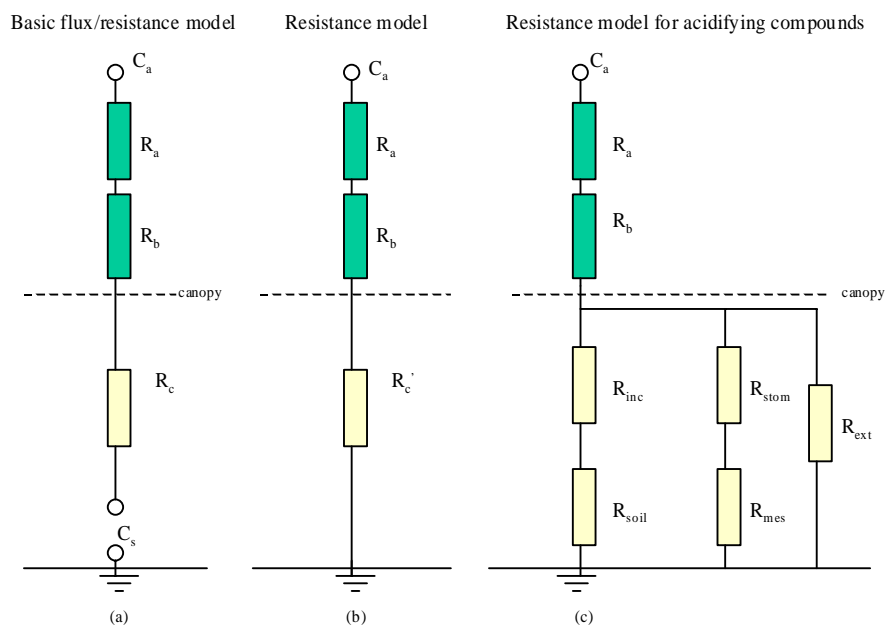 Basic flux/resistance model
Resistance model
Resistance model for acidifying compounds
C_a
C_a
C_a
R_a
R_a
R_a
R_b
R_b
R_b
canopy
canopy
R_c
R_c'
R_inc
R_stom
R_ext
R_soil
R_mes
C_s
(a)
(b)
(c)